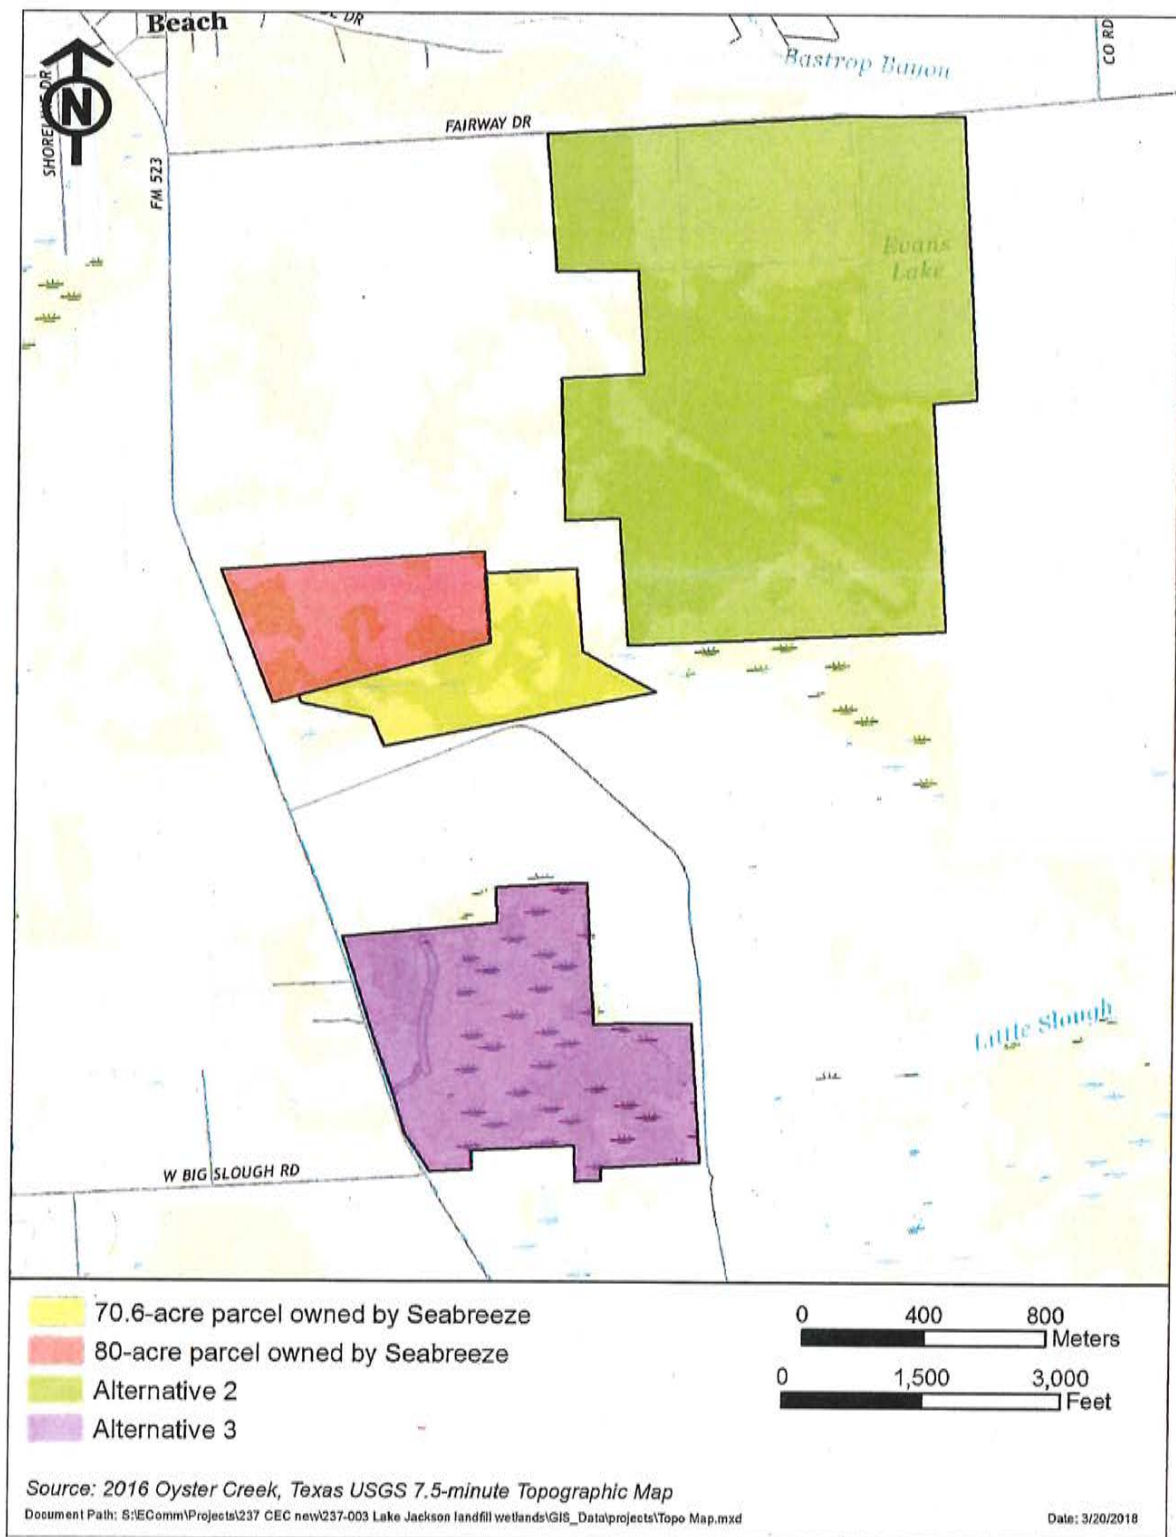 Beach
DR
Bastrop Bayou
CO RD
N
FAIRWAY DR
FM 523
Evans
Lake
Little Slough
W BIG SLOUGH RD
70.6-acre parcel owned by Seabreeze
80-acre parcel owned by Seabreeze
Alternative 2
Alternative 3
0 400 800
Meters
0 1,500 3,000
Feet
Source: 2016 Oyster Creek, Texas USGS 7.5-minute Topographic Map
Document Path: S:\EComm\Projects\237 CEC new\237-003 Lake Jackson landfill wetlands\GIS_Data\projects\Topo Map.mxd
Date: 3/20/2018